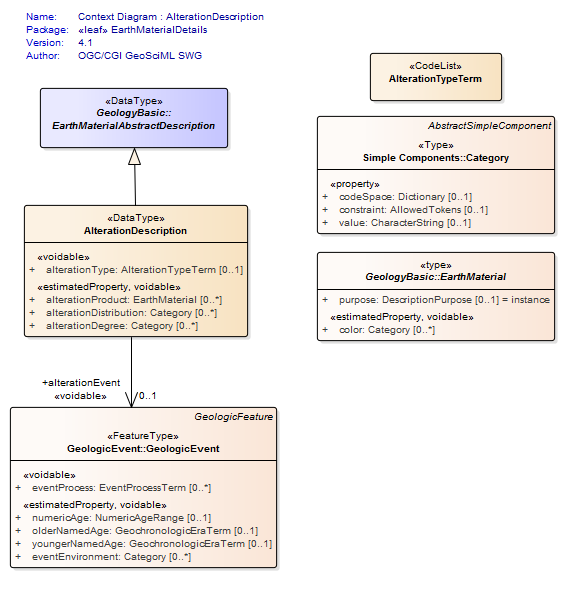 Name: Context Diagram : AlterationDescription
Package: «leaf» EarthMaterialDetails
Version: 4.1
Author: OGC/CGI GeoSciML SWG
«DataType»
GeologyBasic::
EarthMaterialAbstractDescription
«DataType»
AlterationDescription
«voidable»
+ alterationType: AlterationTypeTerm [0..1]
«estimatedProperty, voidable»
+ alterationProduct: EarthMaterial [0..*]
+ alterationDistribution: Category [0..*]
+ alterationDegree: Category [0..*]
+alterationEvent
«voidable»
0..1
GeologicFeature
«FeatureType»
GeologicEvent::GeologicEvent
«voidable»
+ eventProcess: EventProcessTerm [0..*]
«estimatedProperty, voidable»
+ numericAge: NumericAgeRange [0..1]
+ olderNamedAge: GeochronologicEraTerm [0..1]
+ youngerNamedAge: GeochronologicEraTerm [0..1]
+ eventEnvironment: Category [0..*]
«CodeList»
AlterationTypeTerm
AbstractSimpleComponent
«Type»
Simple Components::Category
«property»
+ codeSpace: Dictionary [0..1]
+ constraint: AllowedTokens [0..1]
+ value: CharacterString [0..1]
«type»
GeologyBasic::EarthMaterial
+ purpose: DescriptionPurpose [0..1] = instance
«estimatedProperty, voidable»
+ color: Category [0..*]